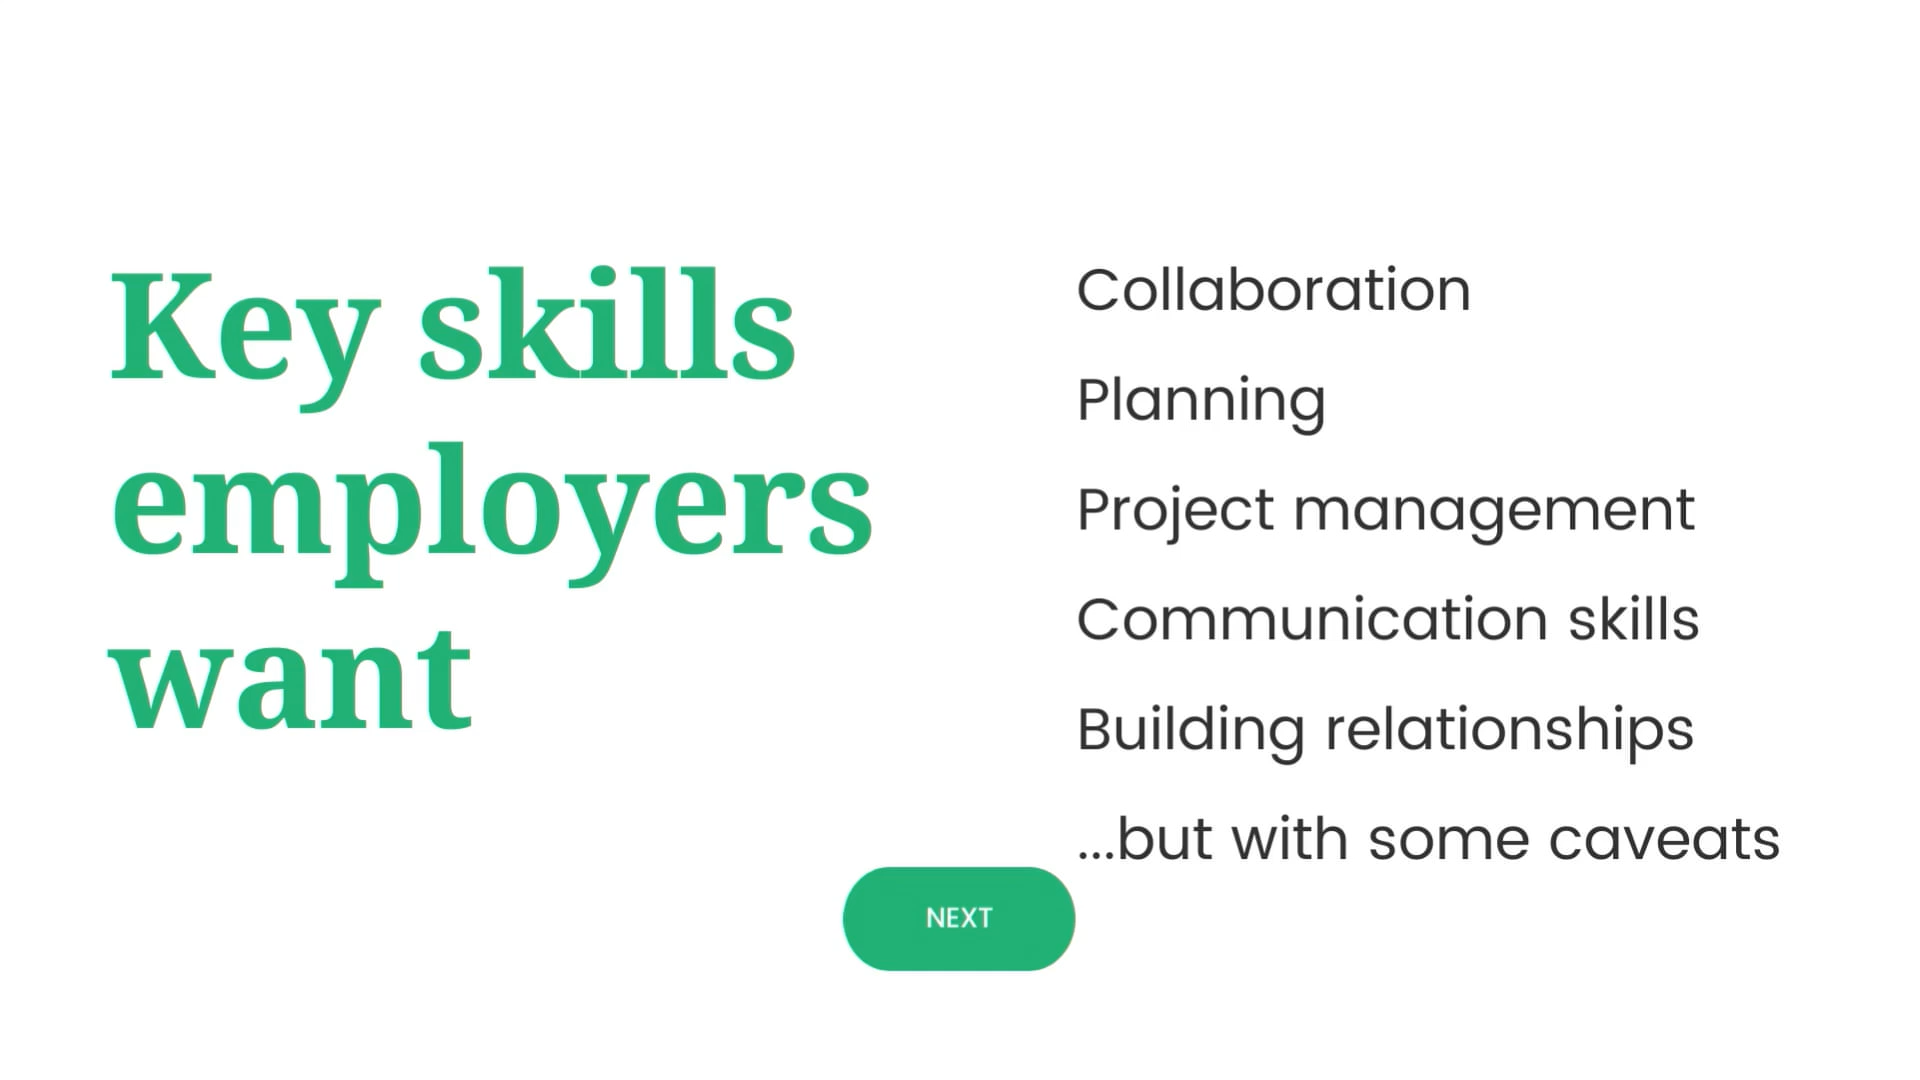 Key skills
employers
want
Collaboration
Planning
Project management
Communication skills
Building relationships
...but with some caveats
NEXT